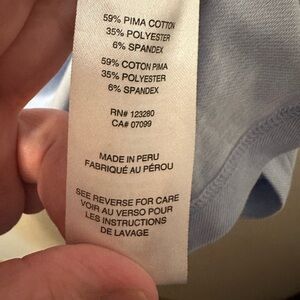 59% PIMA COTTON
35% POLYESTER
6% SPANDEX
59% COTON PIMA
35% POLYESTER
6% SPANDEX
RN# 123280
CA# 07099
MADE IN PERU
FABRIQUÉ AU PÉROU
SEE REVERSE FOR CARE
VOIR AU VERSO POUR
LES INSTRUCTIONS
DE LAVAGE